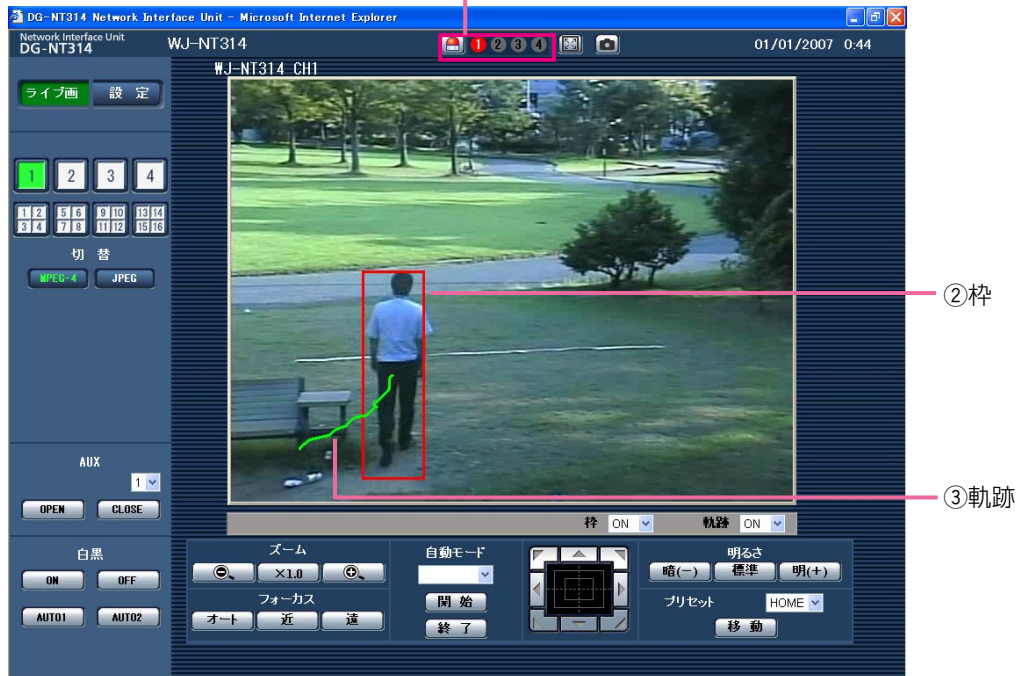 DG-NT314 Network Interface Unit - Microsoft Internet Explorer
Network Interface Unit
DG-NT314
WJ-NT314
1 2 3 4
01/01/2007 0:44
WJ-NT314 CH1
ライブ画 設 定
1 2 3 4
1 2 5 6 9 10 13 14
3 4 7 8 11 12 15 16
切 替
MPEG-4 JPEG
②枠
③軌跡
AUX
1
OPEN CLOSE
枠 ON 軌跡 ON
白黒
ON OFF
AUTO1 AUTO2
ズーム
×1.0
フォーカス
オート 近 遠
自動モード
開 始
終 了
明るさ
暗(-) 標準 明(+)
プリセット HOME
移 動